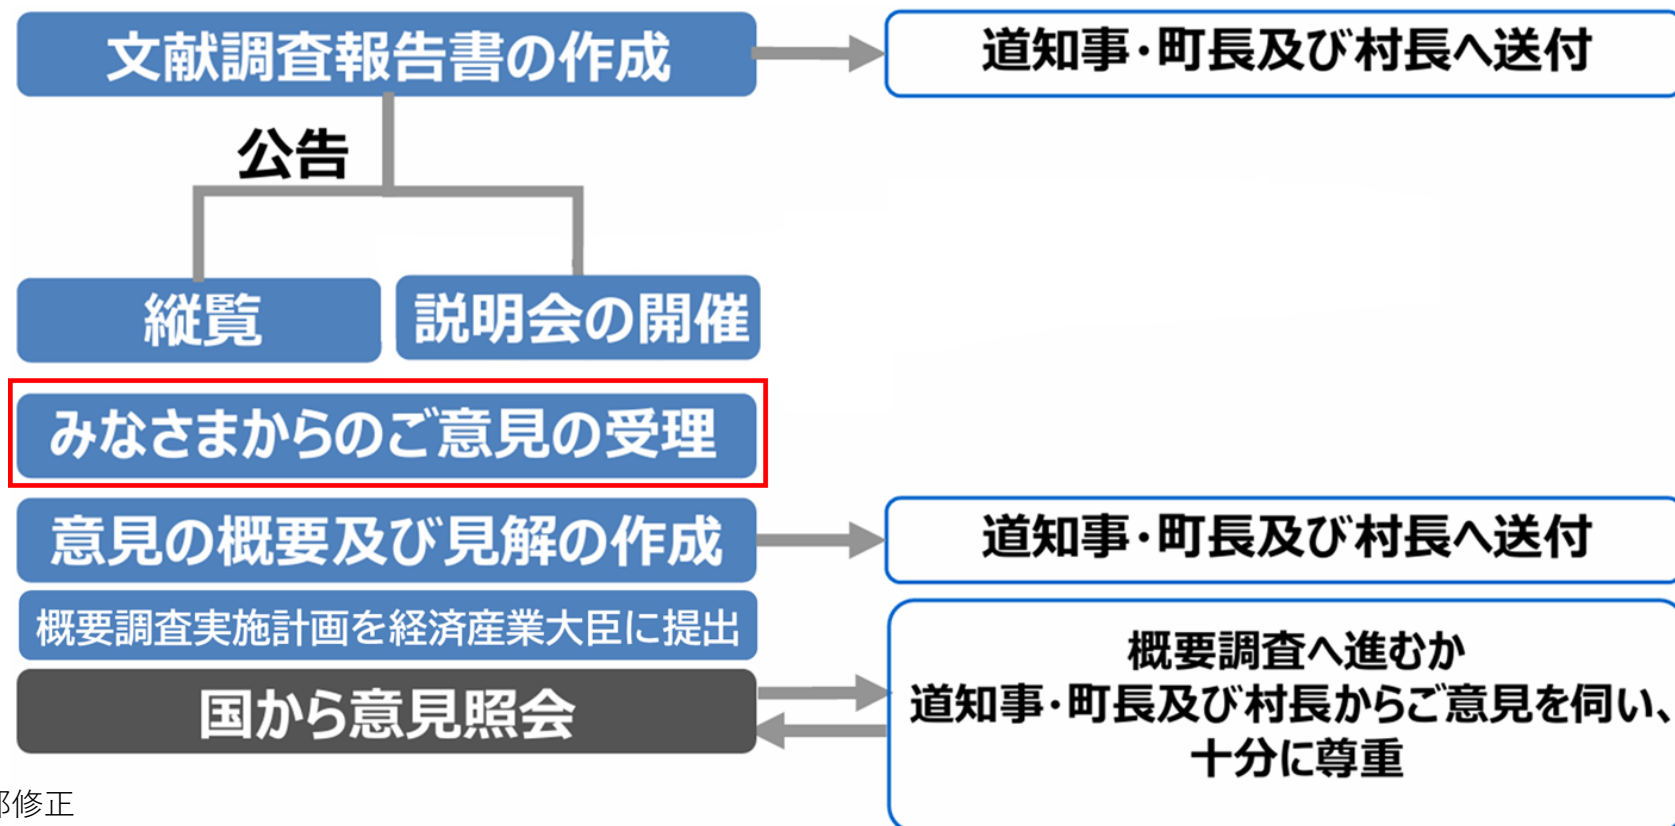 文献調査報告書の作成
道知事・町長及び村長へ送付
公告
縦覧
説明会の開催
みなさまからのご意見の受理
意見の概要及び見解の作成
道知事・町長及び村長へ送付
概要調査実施計画を経済産業大臣に提出
国から意見照会
概要調査へ進むか
道知事・町長及び村長からご意見を伺い、
十分に尊重
部修正